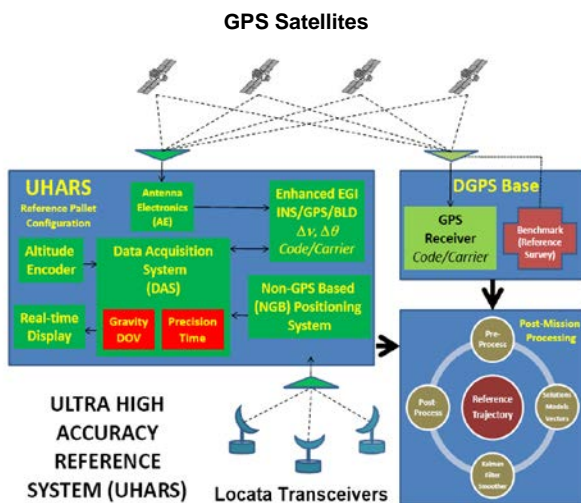 GPS Satellites
UHARS
Reference Pallet
Configuration
Antenna
Electronics
(AE)
Enhanced EGI
INS/GPS/BLD
Δν, Δθ
Code/Carrier
Altitude
Encoder
Data Acquisition
System
(DAS)
Real-time
Display
Gravity
DOV
Precision
Time
Non-GPS Based
(NGB) Positioning
System
DGPS Base
GPS
Receiver
Code/Carrier
Benchmark
(Reference
Survey)
Post-Mission
Processing
Pre-
Process
Post-
Process
Reference
Trajectory
Solutions
Models
Vectors
Kalman
Filter
Smoother
ULTRA HIGH
ACCURACY
REFERENCE
SYSTEM (UHARS)
Locata Transceivers